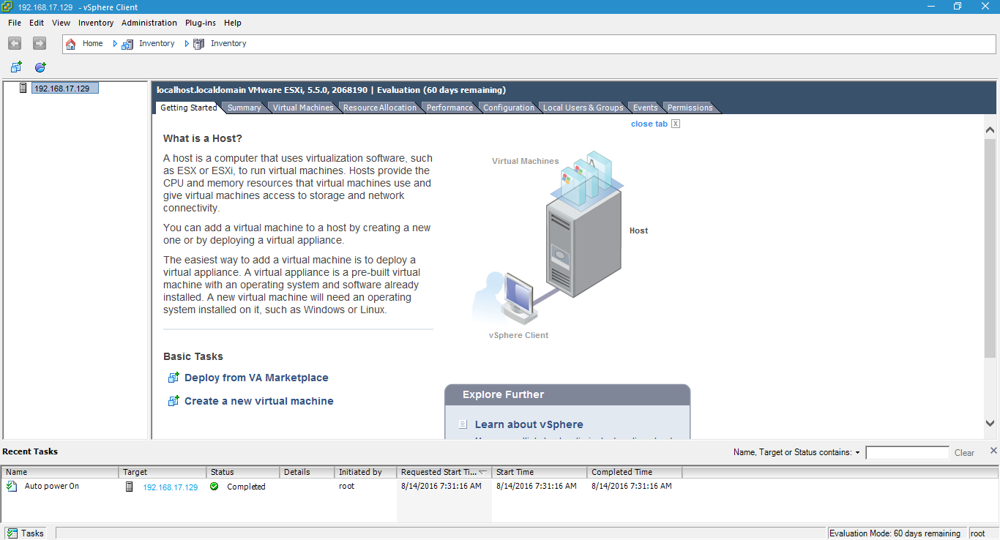 192.168.17.129 - vSphere Client
File Edit View Inventory Administration Plug-ins Help
Home Inventory Inventory
192.168.17.129
localhost.localdomain VMware ESXi, 5.5.0, 2068190 | Evaluation (60 days remaining)
Getting Started Summary Virtual Machines Resource Allocation Performance Configuration Local Users & Groups Events Permissions
close tab X
What is a Host?
A host is a computer that uses virtualization software, such
as ESX or ESXi, to run virtual machines. Hosts provide the
CPU and memory resources that virtual machines use and
give virtual machines access to storage and network
connectivity.
You can add a virtual machine to a host by creating a new
one or by deploying a virtual appliance.
The easiest way to add a virtual machine is to deploy a
virtual appliance. A virtual appliance is a pre-built virtual
machine with an operating system and software already
installed. A new virtual machine will need an operating
system installed on it, such as Windows or Linux.
Virtual Machines
Host
vSphere Client
Basic Tasks
Deploy from VA Marketplace
Create a new virtual machine
Explore Further
Learn about vSphere
Recent Tasks
Name, Target or Status contains: Clear
Name Target Status Details Initiated by Requested Start Ti... Start Time Completed Time
Auto power On 192.168.17.129 Completed root 8/14/2016 7:31:16 AM 8/14/2016 7:31:16 AM 8/14/2016 7:31:16 AM
Tasks Evaluation Mode: 60 days remaining root